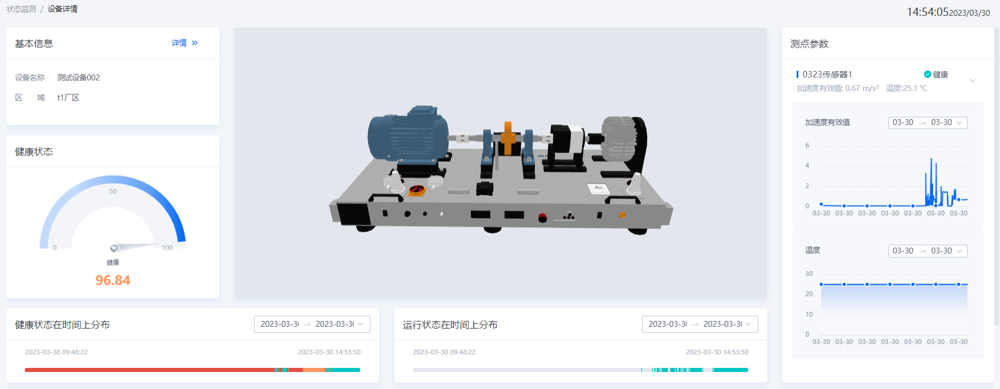 状态监测 / 设备详情
14:54:05 2023/03/30
基本信息
详情 »
设备名称 测试设备002
区 域 t1厂区
健康状态
50
0
100
健康
96.84
健康状态在时间上分布
2023-03-3 → 2023-03-3
2023-03-30 09:48:22
2023-03-30 14:53:50
运行状态在时间上分布
2023-03-3 → 2023-03-3
2023-03-30 09:48:22
2023-03-30 14:53:50
测点参数
0323传感器1
健康
加速度有效值: 0.67 m/s² 温度:25.1 ℃
加速度有效值
03-30 → 03-30
6
4
2
0
03-30 03-30 03-30 03-30 03-30 03-30 03-30
温度
03-30 → 03-30
30
20
10
0
03-30 03-30 03-30 03-30 03-30 03-30 03-30